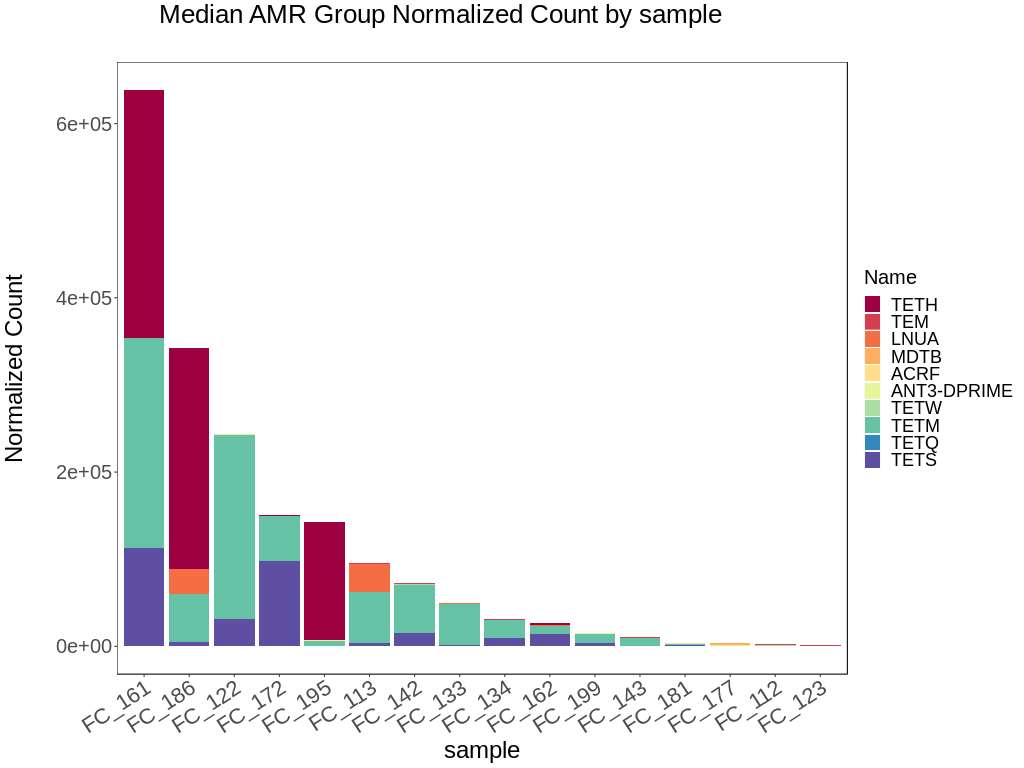 Median AMR Group Normalized Count by sample
Normalized Count
6e+05
4e+05
2e+05
0e+00
FC_161
FC_186
FC_122
FC_172
FC_195
FC_113
FC_142
FC_133
FC_134
FC_162
FC_199
FC_143
FC_181
FC_177
FC_112
FC_123
sample
Name
TETH
TEM
LNUA
MDTB
ACRF
ANT3-DPRIME
TETW
TETM
TETQ
TETS